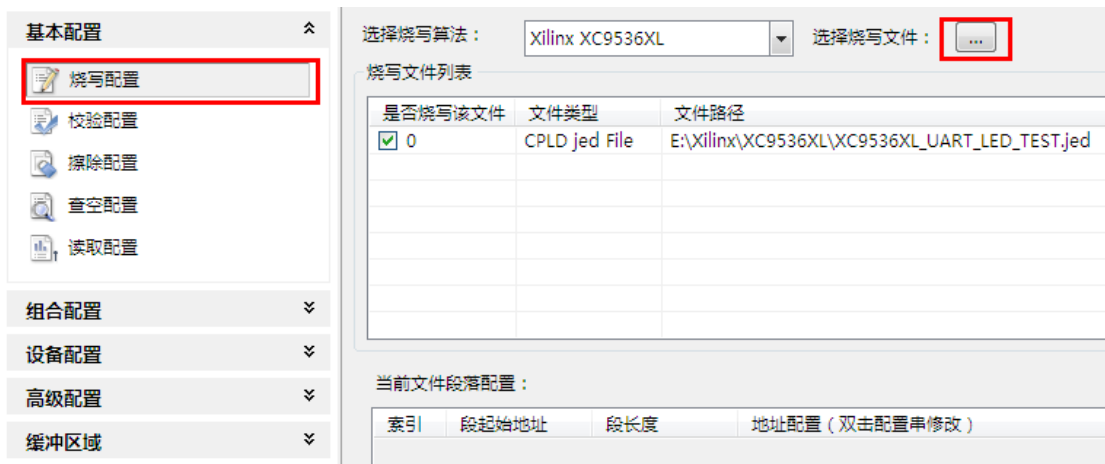 基本配置
烧写配置
校验配置
擦除配置
查空配置
读取配置
组合配置
设备配置
高级配置
缓冲区域
选择烧写算法： Xilinx XC9536XL 选择烧写文件： ...
烧写文件列表
是否烧写该文件 文件类型 文件路径
0 CPLD jed File E:\Xilinx\XC9536XL\XC9536XL_UART_LED_TEST.jed
当前文件段落配置：
索引 段起始地址 段长度 地址配置（双击配置串修改）